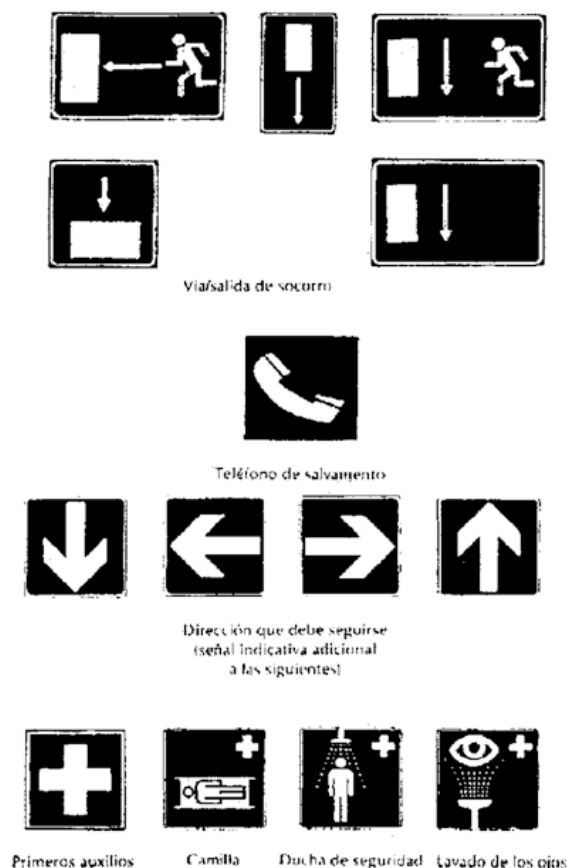 Vía/salida de socorro
Teléfono de salvamento
Dirección que debe seguirse
(señal indicativa adicional
a las siguientes)
Primeros auxilios
Camilla
Ducha de seguridad
Lavado de los ojos